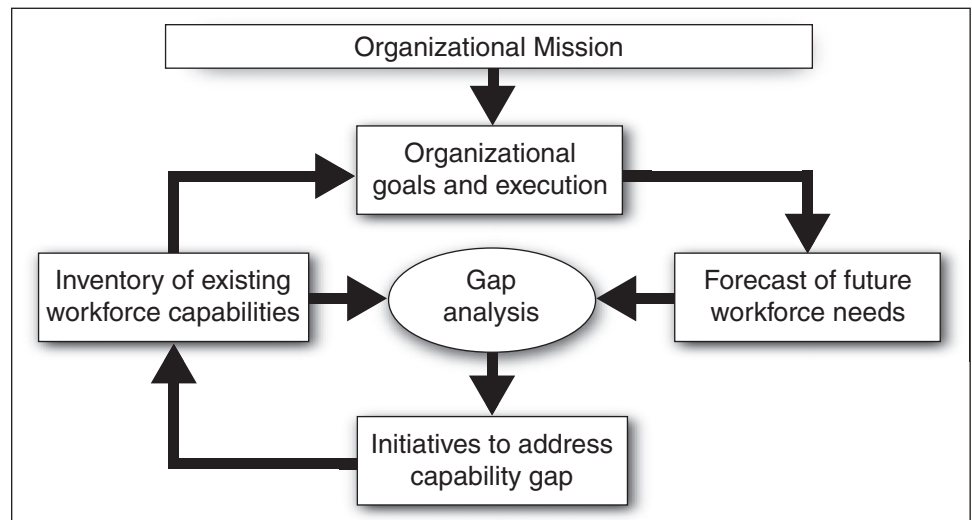 Organizational Mission
Organizational
goals and execution
Inventory of existing
workforce capabilities
Gap
analysis
Forecast of future
workforce needs
Initiatives to address
capability gap